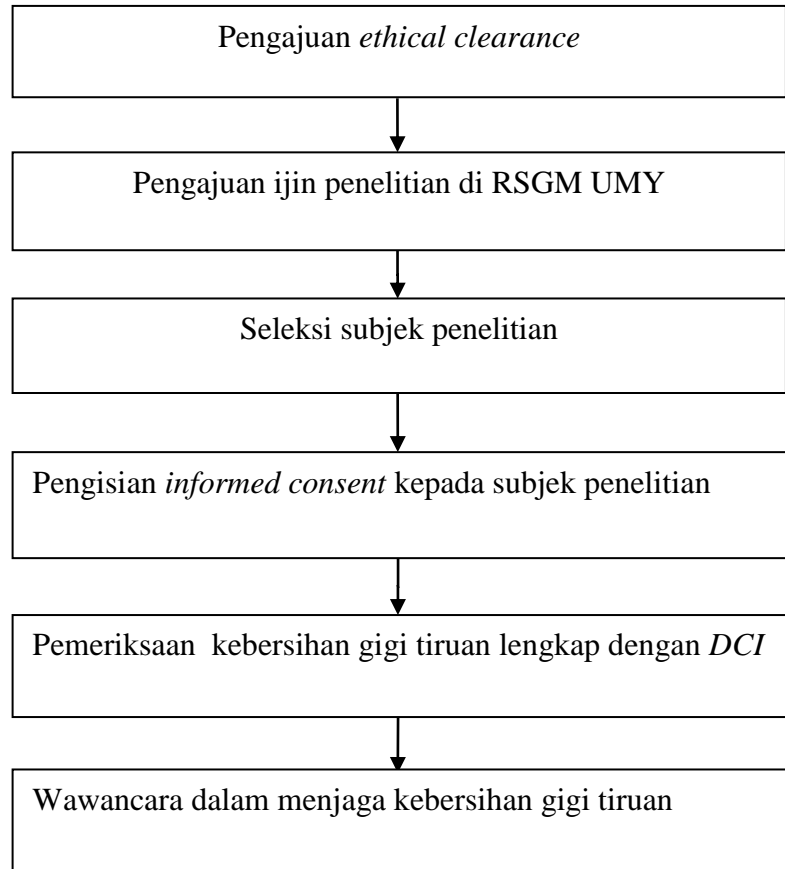 Pengajuan ethical clearance
Pengajuan ijin penelitian di RSGM UMY
Seleksi subjek penelitian
Pengisian informed consent kepada subjek penelitian
Pemeriksaan  kebersihan gigi tiruan lengkap dengan DCI
Wawancara dalam menjaga kebersihan gigi tiruan